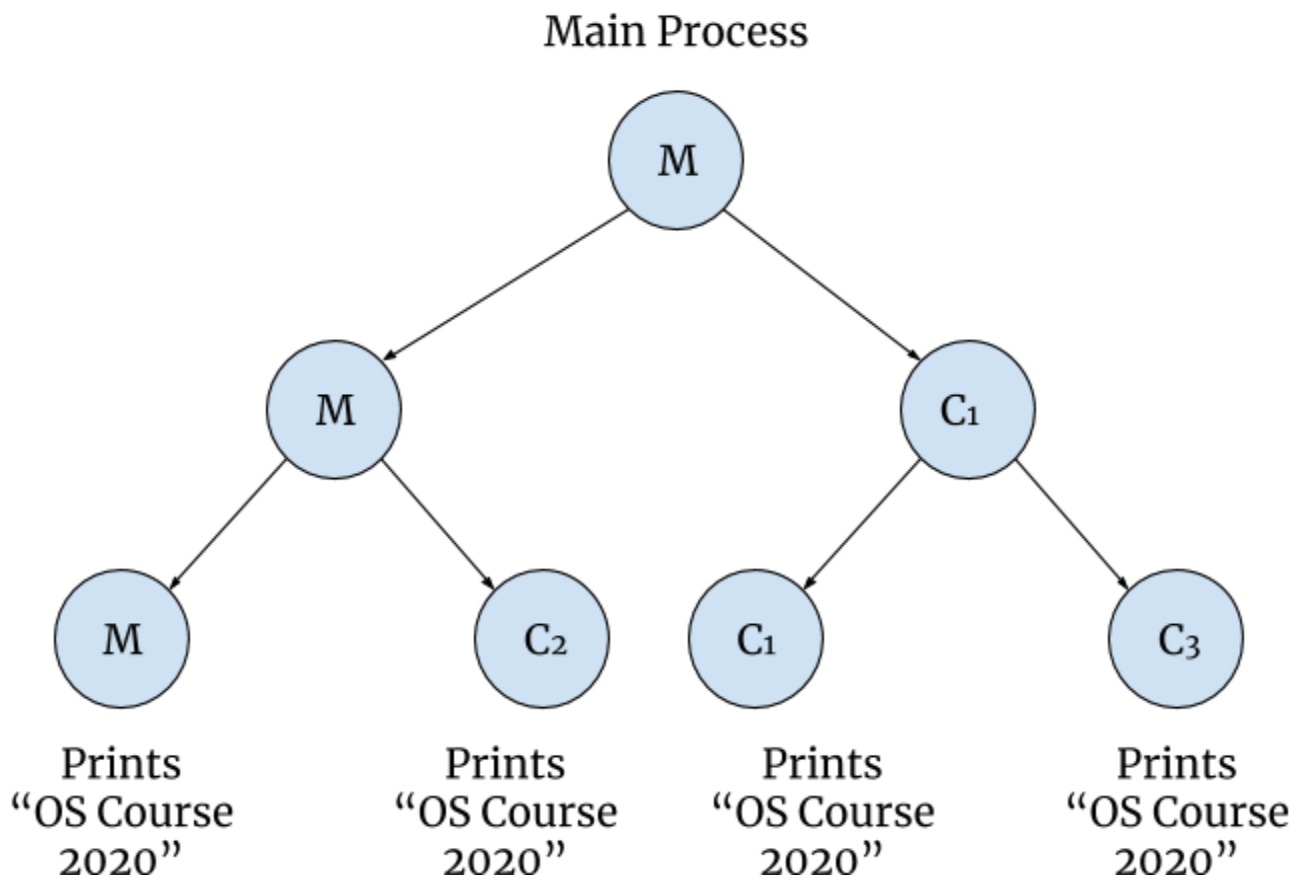 Main Process
M
M
C1
M
C2
C1
C3
Prints
“OS Course
2020”
Prints
“OS Course
2020”
Prints
“OS Course
2020”
Prints
“OS Course
2020”